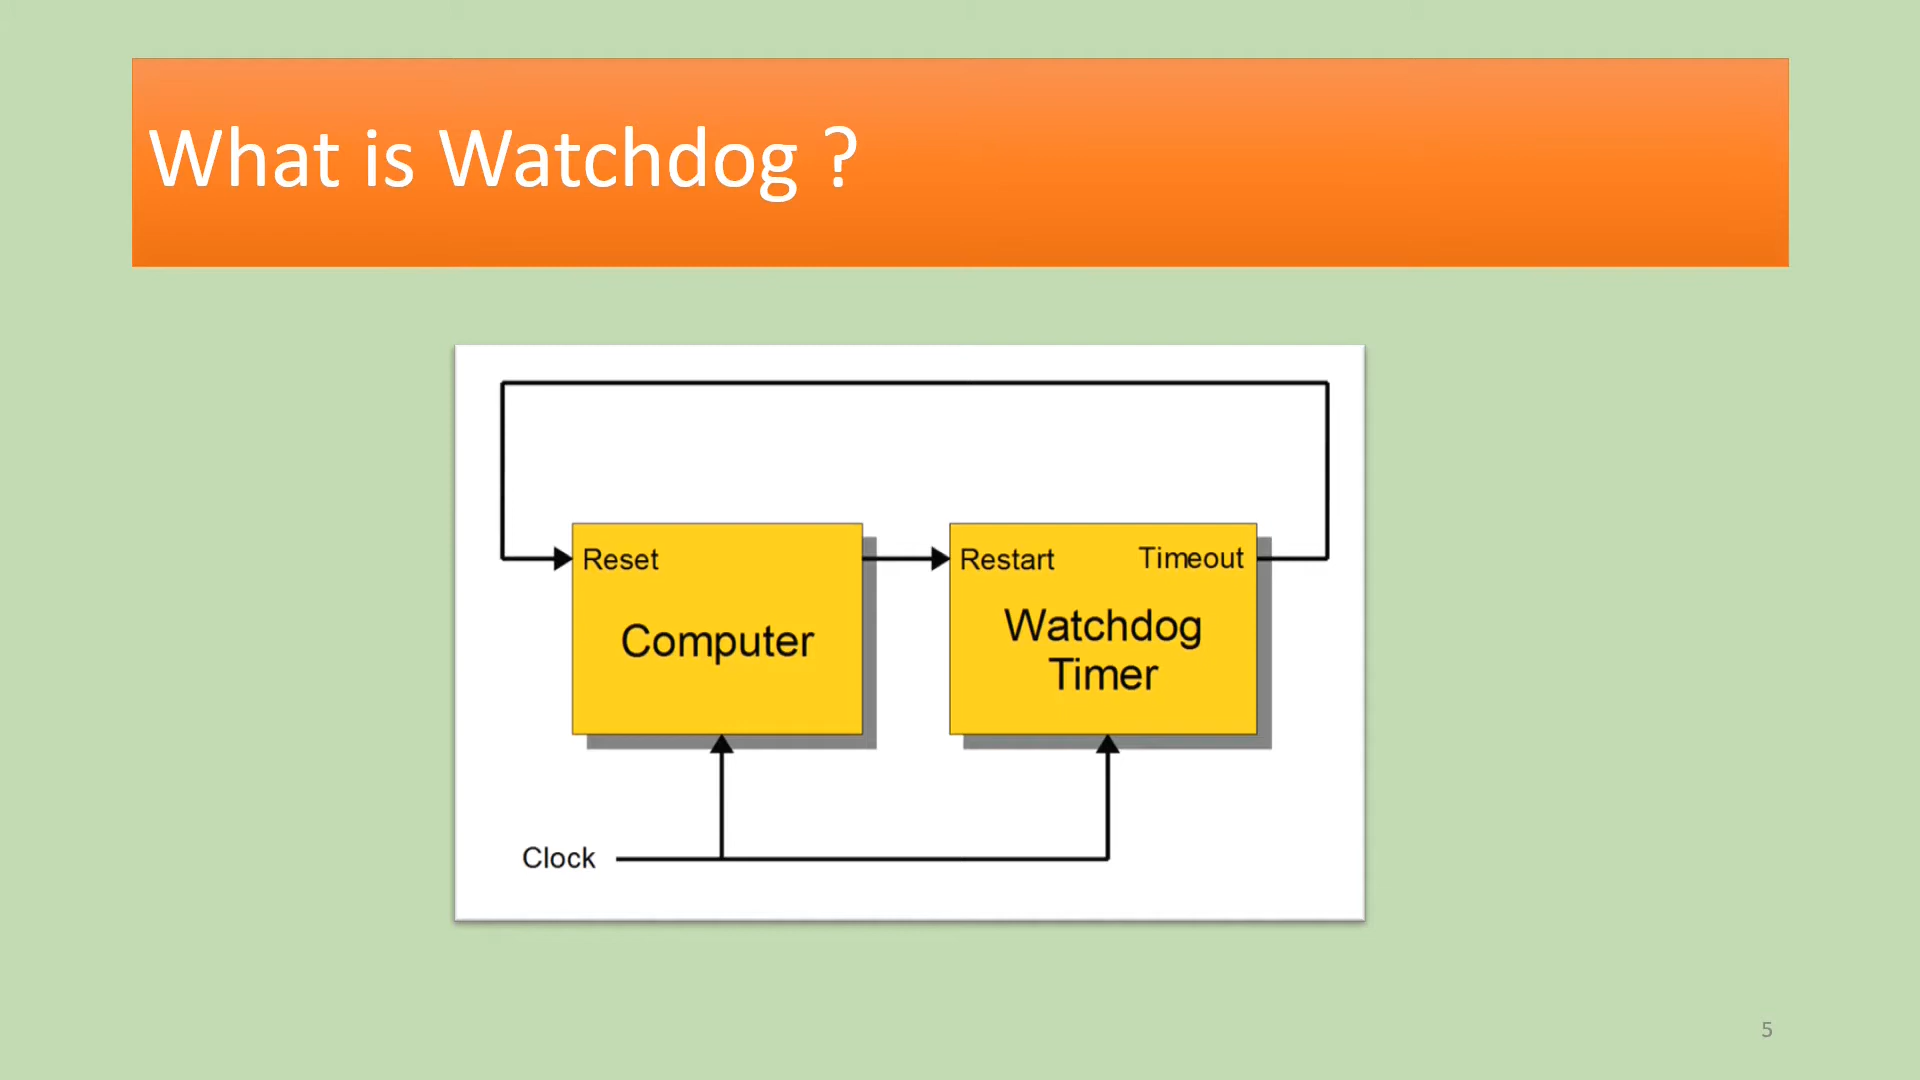 What is Watchdog ?
Reset
Restart
Timeout
Computer
Watchdog
Timer
Clock
5